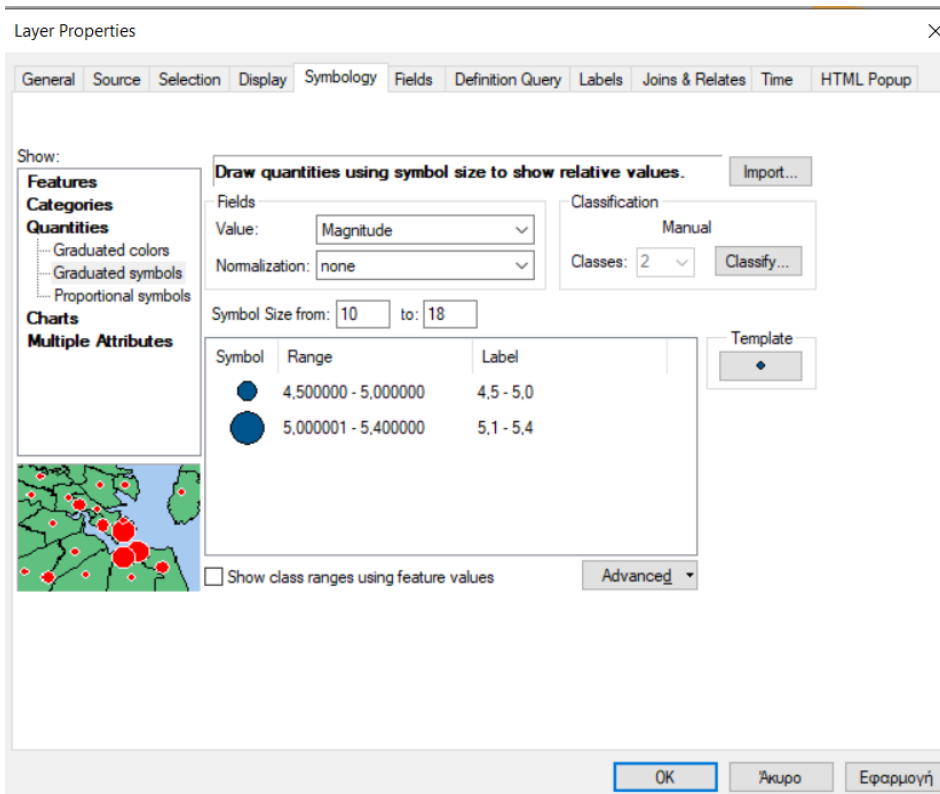 Layer Properties
General Source Selection Display Symbology Fields Definition Query Labels Joins & Relates Time HTML Popup
Show:
Features
Categories
Quantities
Graduated colors
Graduated symbols
Proportional symbols
Charts
Multiple Attributes
Draw quantities using symbol size to show relative values.
Import...
Fields
Value: Magnitude
Normalization: none
Classification
Manual
Classes: 2 Classify...
Symbol Size from: 10 to: 18
Symbol Range Label
4,500000 - 5,000000 4,5 - 5,0
5,000001 - 5,400000 5,1 - 5,4
Template
Show class ranges using feature values
Advanced
OK Άκυρο Εφαρμογή